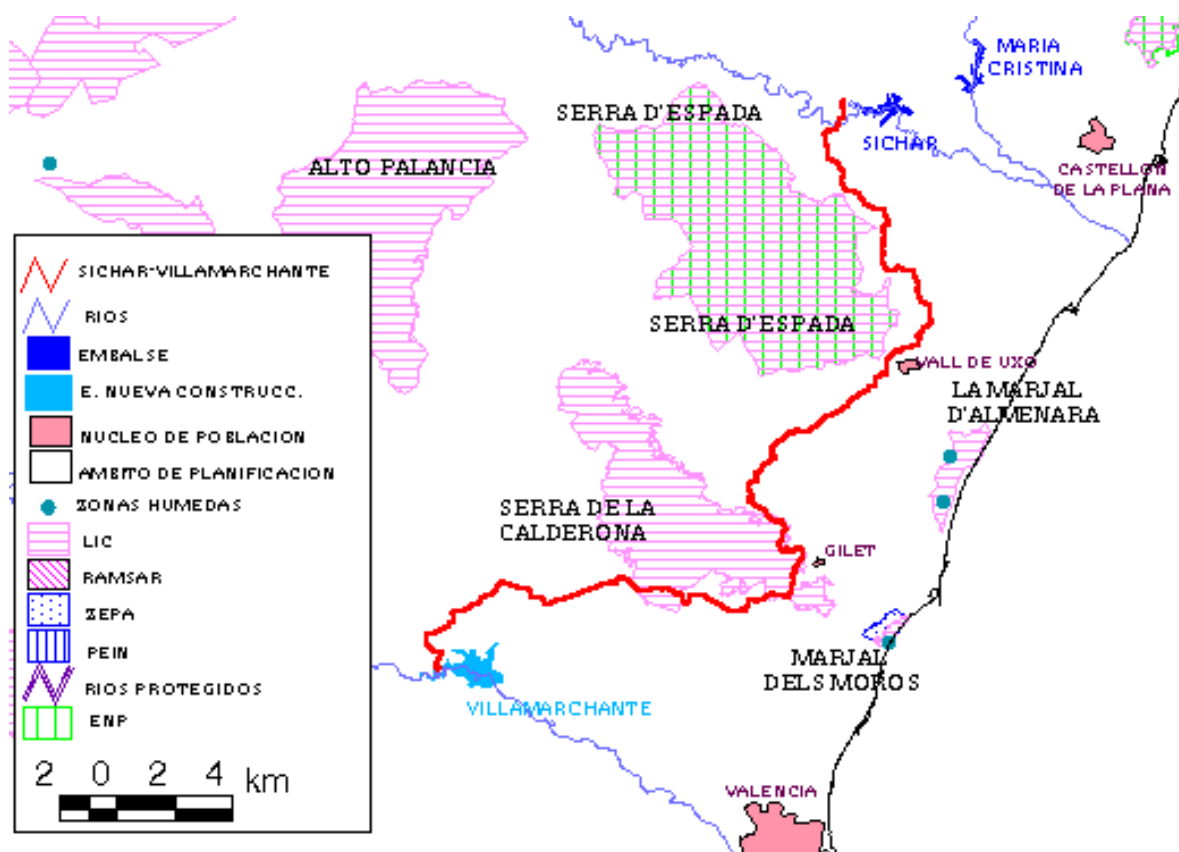 MARIA
CRISTINA
SERRA D'ESPADA
SICHAR
ALTO PALANCIA
CASTELLON
DE LA PLANA
SICHAR-VILLAMARCHANTE
RIOS
EMBALSE
E. NUEVA CONSTRUCC.
NUCLEO DE POBLACION
AMBITO DE PLANIFICACION
ZONAS HUMEDAS
LIC
RAMSAR
ZEPA
PEIN
RIOS PROTEGIDOS
ENP
2 0 2 4 km
SERRA D'ESPADA
VALL DE UXO
LA MARJAL
D'ALMENARA
SERRA DE LA
CALDERONA
GILET
MARJAL
DELS MOROS
VILLAMARCHANTE
VALENCIA